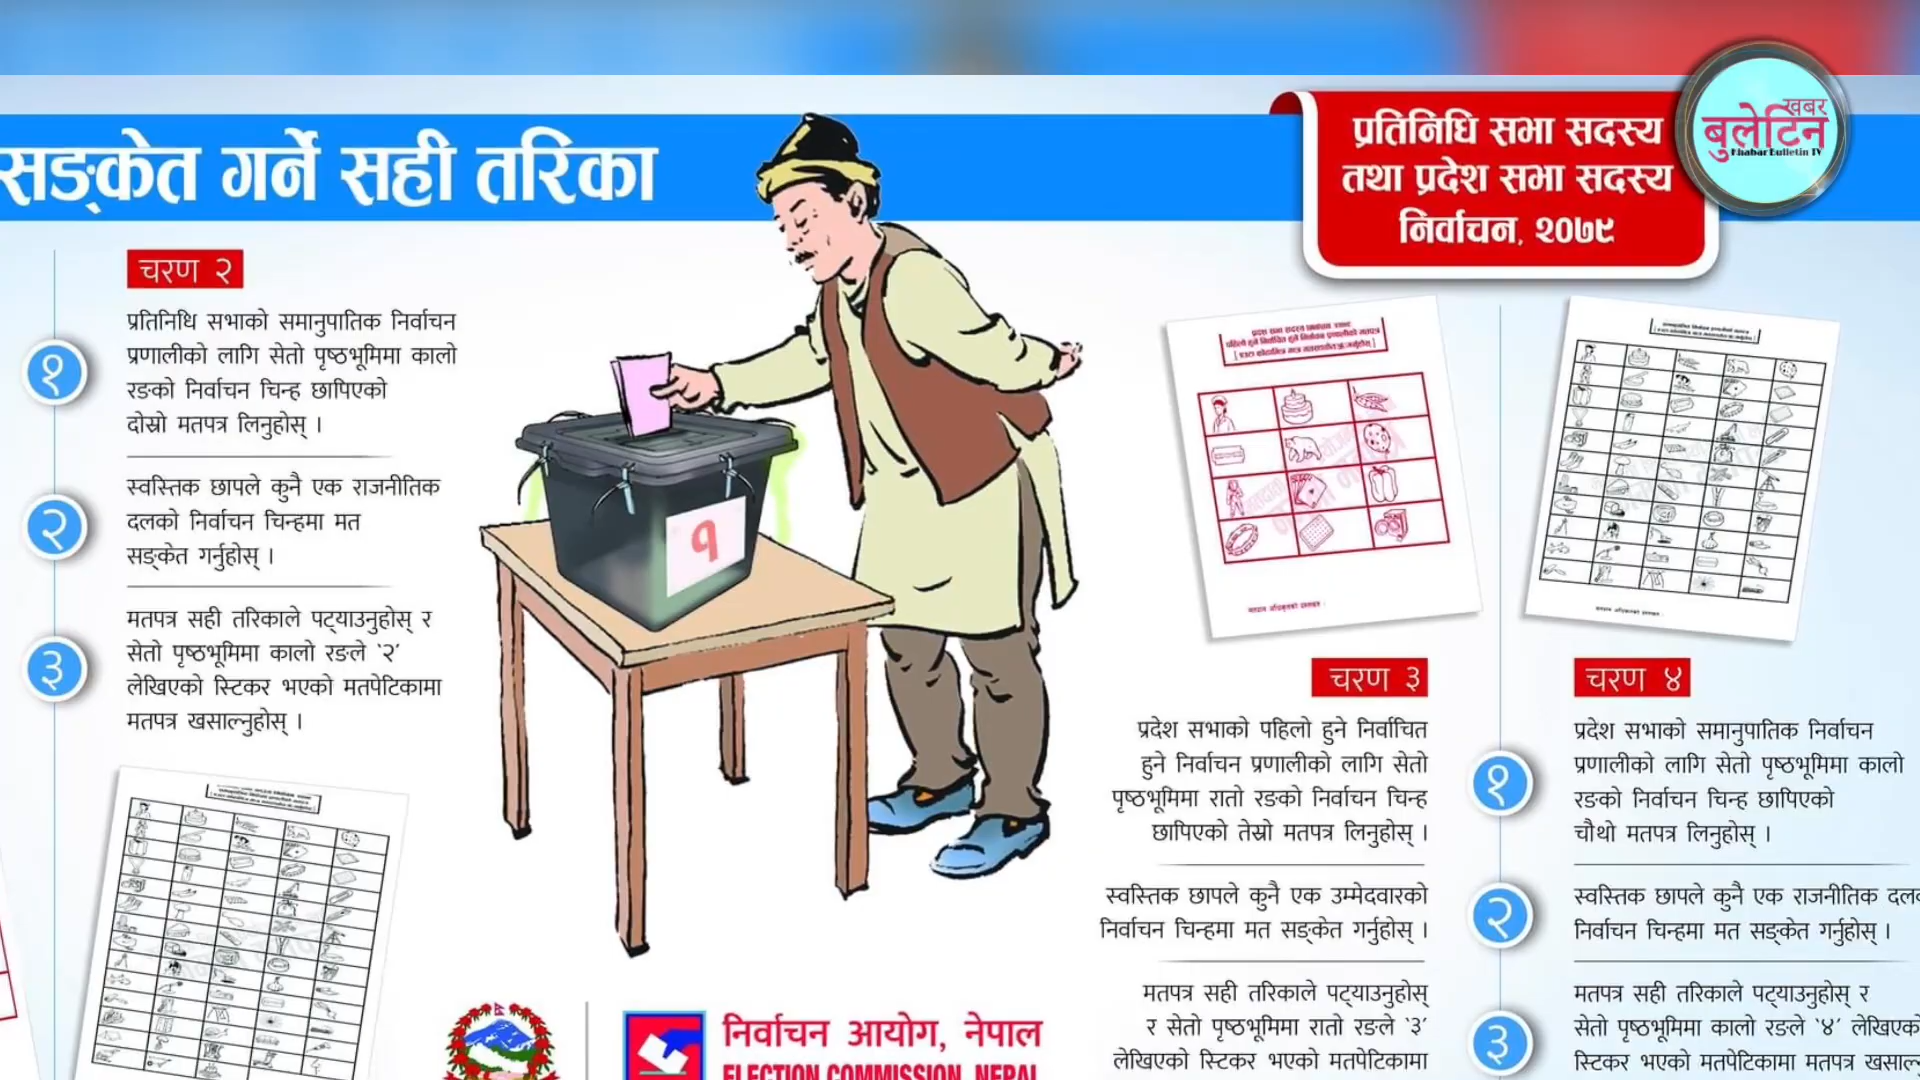 सङ्केत गर्ने सही तरिका
प्रतिनिधि सभा सदस्य
तथा प्रदेश सभा सदस्य
निर्वाचन, २०७९
खबर
बुलेटिन
Khabar Bulletin TV
चरण २
१
प्रतिनिधि सभाको समानुपातिक निर्वाचन
प्रणालीको लागि सेतो पृष्ठभूमिमा कालो
रङको निर्वाचन चिन्ह छापिएको
दोस्रो मतपत्र लिनुहोस् ।
२
स्वस्तिक छापले कुनै एक राजनीतिक
दलको निर्वाचन चिन्हमा मत
सङ्केत गर्नुहोस् ।
३
मतपत्र सही तरिकाले पट्याउनुहोस् र
सेतो पृष्ठभूमिमा कालो रङले ‘२’
लेखिएको स्टिकर भएको मतपेटिकामा
मतपत्र खसाल्नुहोस् ।
१
चरण ३
प्रदेश सभाको पहिलो हुने निर्वाचित
हुने निर्वाचन प्रणालीको लागि सेतो
पृष्ठभूमिमा रातो रङको निर्वाचन चिन्ह
छापिएको तेस्रो मतपत्र लिनुहोस् ।
स्वस्तिक छापले कुनै एक उम्मेदवारको
निर्वाचन चिन्हमा मत सङ्केत गर्नुहोस् ।
मतपत्र सही तरिकाले पट्याउनुहोस्
र सेतो पृष्ठभूमिमा रातो रङले ‘३’
लेखिएको स्टिकर भएको मतपेटिकामा
चरण ४
१
प्रदेश सभाको समानुपातिक निर्वाचन
प्रणालीको लागि सेतो पृष्ठभूमिमा कालो
रङको निर्वाचन चिन्ह छापिएको
चौथो मतपत्र लिनुहोस् ।
२
स्वस्तिक छापले कुनै एक राजनीतिक
निर्वाचन चिन्हमा मत सङ्केत गर्नुहोस् ।
३
मतपत्र सही तरिकाले पट्याउनुहोस् र
सेतो पृष्ठभूमिमा कालो रङले ‘४’ लेखिएको
स्टिकर भएको मतपेटिकामा मतपत्र
निर्वाचन आयोग, नेपाल
ELECTION COMMISSION, NEPAL